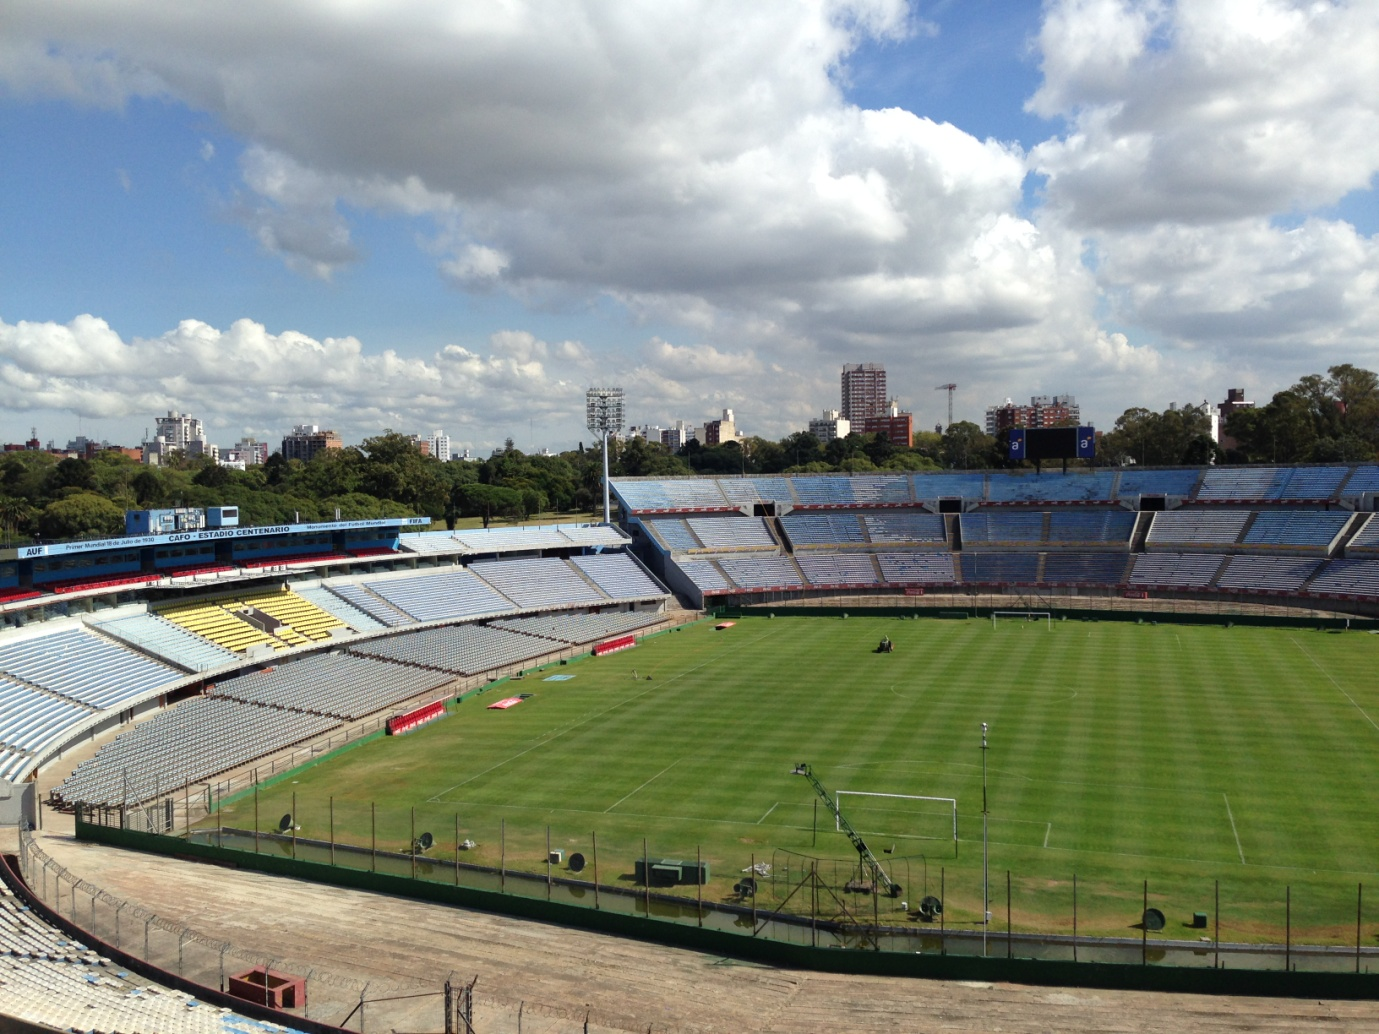 AUF Primer Mundial 18 de Julio de 1930 CAFO - ESTADIO CENTENARIO Monumento del Fútbol Mundial FIFA
a a